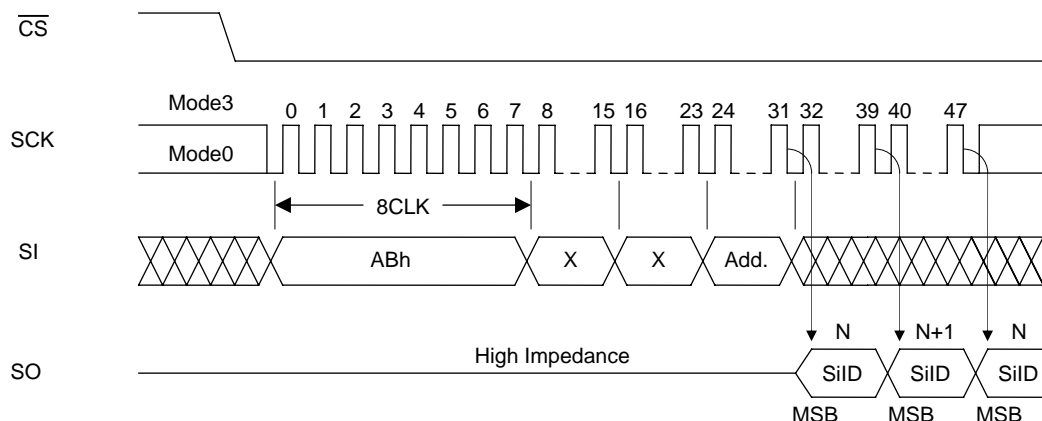 CS
Mode3 0 1 2 3 4 5 6 7 8 15 16 23 24 31 32 39 40 47
SCK
Mode0
8CLK
SI ABh X X Add.
N N+1 N
High Impedance
SO SiID SiID SiID
MSB MSB MSB